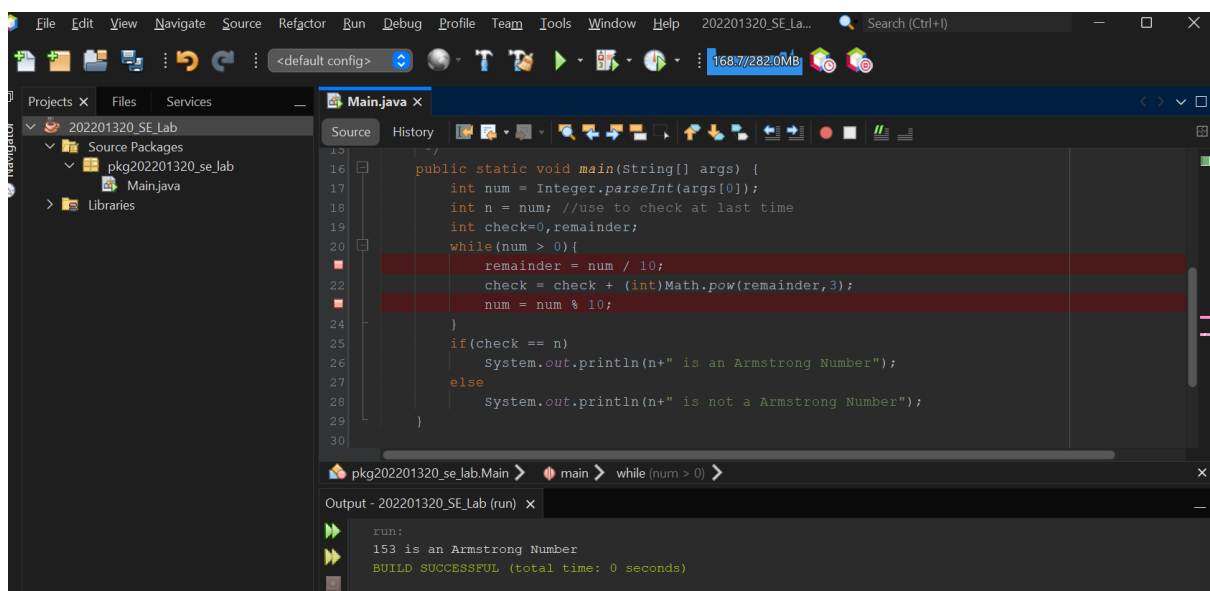 File Edit View Navigate Source Refactor Run Debug Profile Team Tools Window Help 202201320_SE_La... Search (Ctrl+I)
<default config> 168.7/282.0MB
Projects Files Services
Navigator
202201320_SE_Lab
Source Packages
pkg202201320_se_lab
Main.java
Libraries
Main.java
Source History
15 */
16 public static void main(String[] args) {
17 int num = Integer.parseInt(args[0]);
18 int n = num; //use to check at last time
19 int check=0,remainder;
20 while(num > 0){
remainder = num / 10;
22 check = check + (int)Math.pow(remainder,3);
num = num % 10;
24 }
25 if(check == n)
26 System.out.println(n+" is an Armstrong Number");
27 else
28 System.out.println(n+" is not a Armstrong Number");
29 }
30
pkg202201320_se_lab.Main main while (num > 0)
Output - 202201320_SE_Lab (run)
run:
153 is an Armstrong Number
BUILD SUCCESSFUL (total time: 0 seconds)